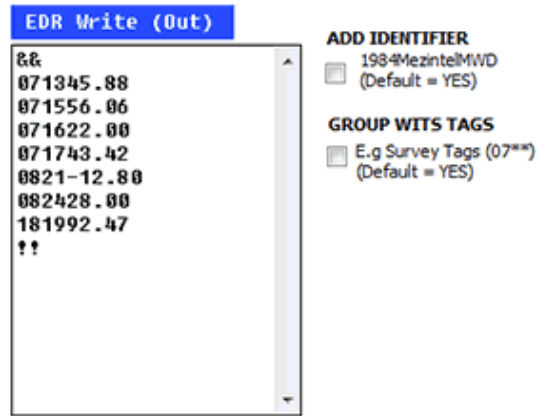 EDR Write (Out)
&&
071345.88
071556.06
071622.00
071743.42
0821-12.80
082428.00
181992.47
!!
ADD IDENTIFIER
1984MezintelMWD
(Default = YES)
GROUP WITS TAGS
E.g Survey Tags (07**)
(Default = YES)